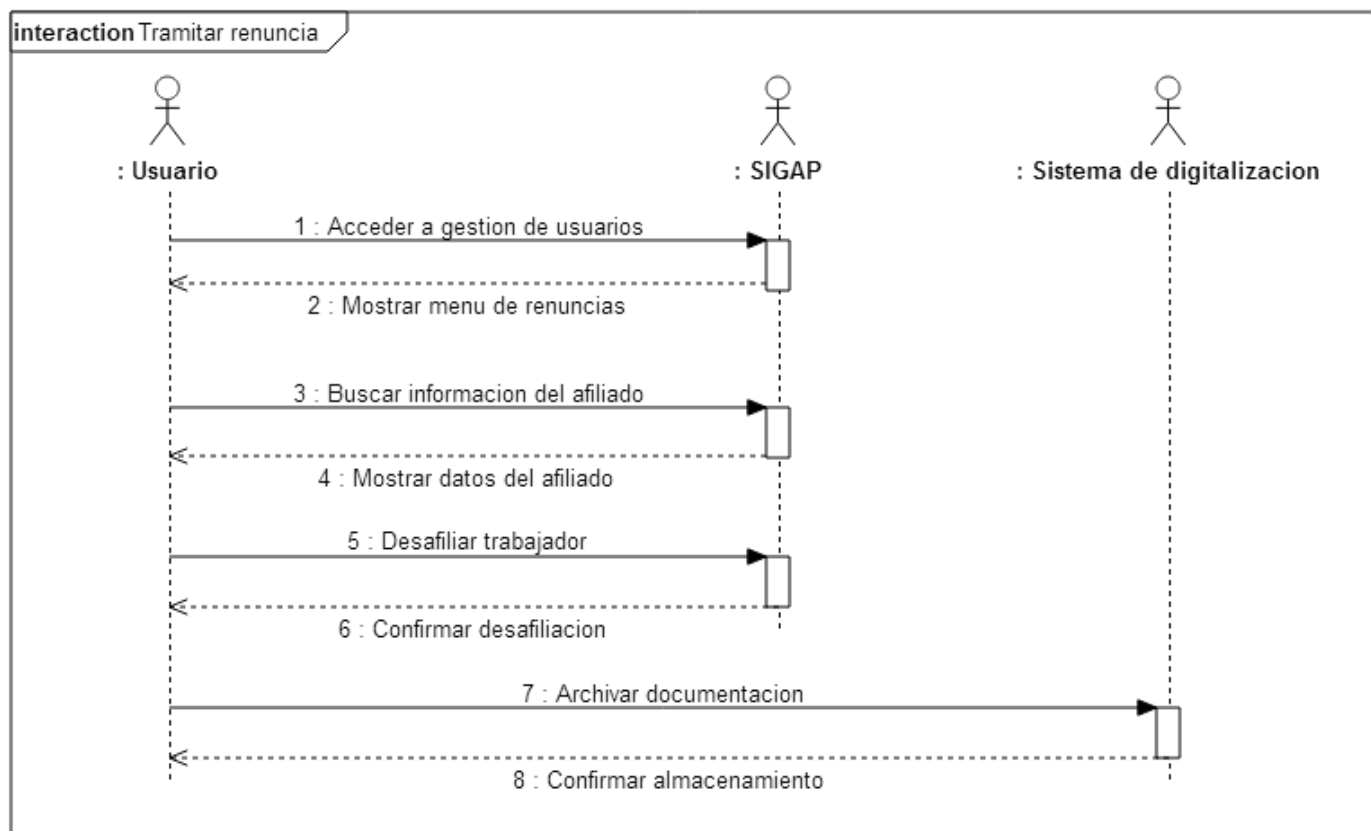 interaction Tramitar renuncia
: Usuario
: SIGAP
: Sistema de digitalizacion
1 : Acceder a gestion de usuarios
2 : Mostrar menu de renuncias
3 : Buscar informacion del afiliado
4 : Mostrar datos del afiliado
5 : Desafiliar trabajador
6 : Confirmar desafiliacion
7 : Archivar documentacion
8 : Confirmar almacenamiento